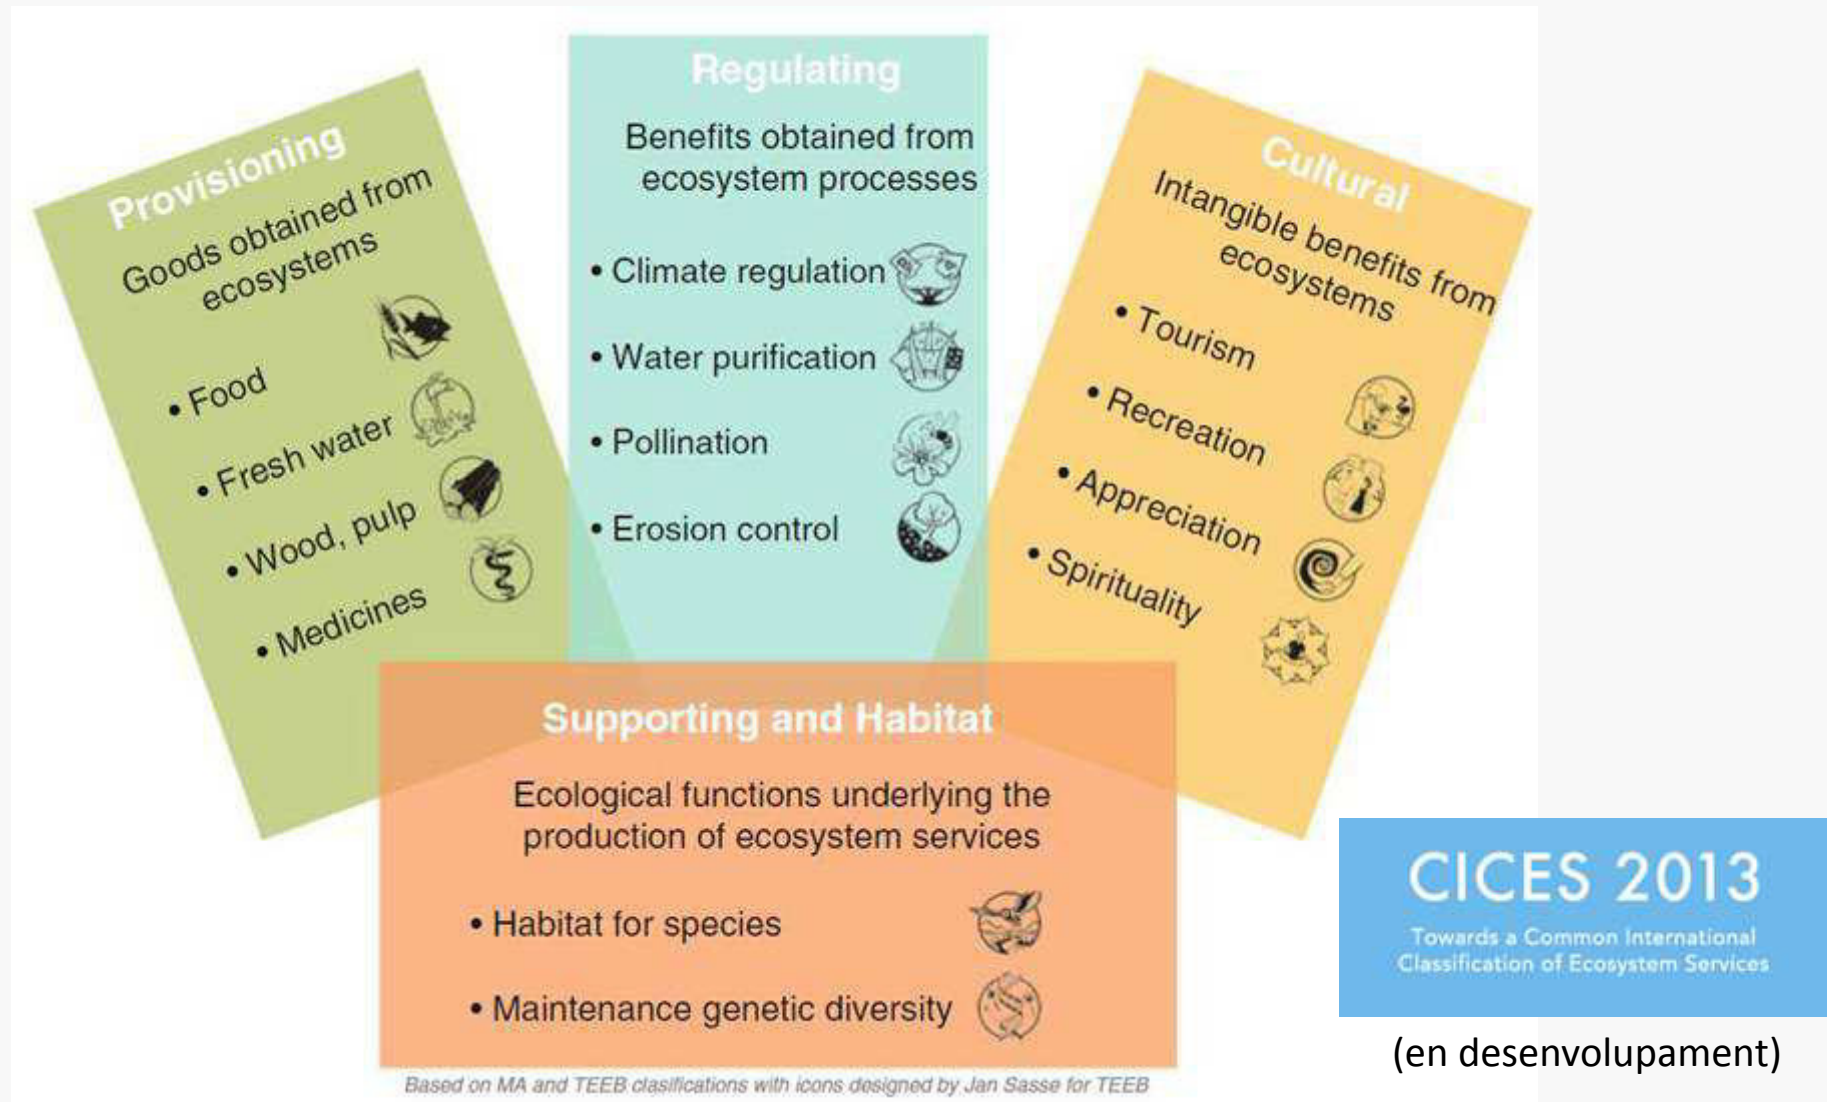 Provisioning
Goods obtained from
ecosystems
• Food
• Fresh water
• Wood, pulp
• Medicines
Regulating
Benefits obtained from
ecosystem processes
• Climate regulation
• Water purification
• Pollination
• Erosion control
Cultural
Intangible benefits from
ecosystems
• Tourism
• Recreation
• Appreciation
• Spirituality
Supporting and Habitat
Ecological functions underlying the
production of ecosystem services
• Habitat for species
• Maintenance genetic diversity
Based on MA and TEEB clasifications with icons designed by Jan Sasse for TEEB
CICES 2013
Towards a Common International
Classification of Ecosystem Services
(en desenvolupament)